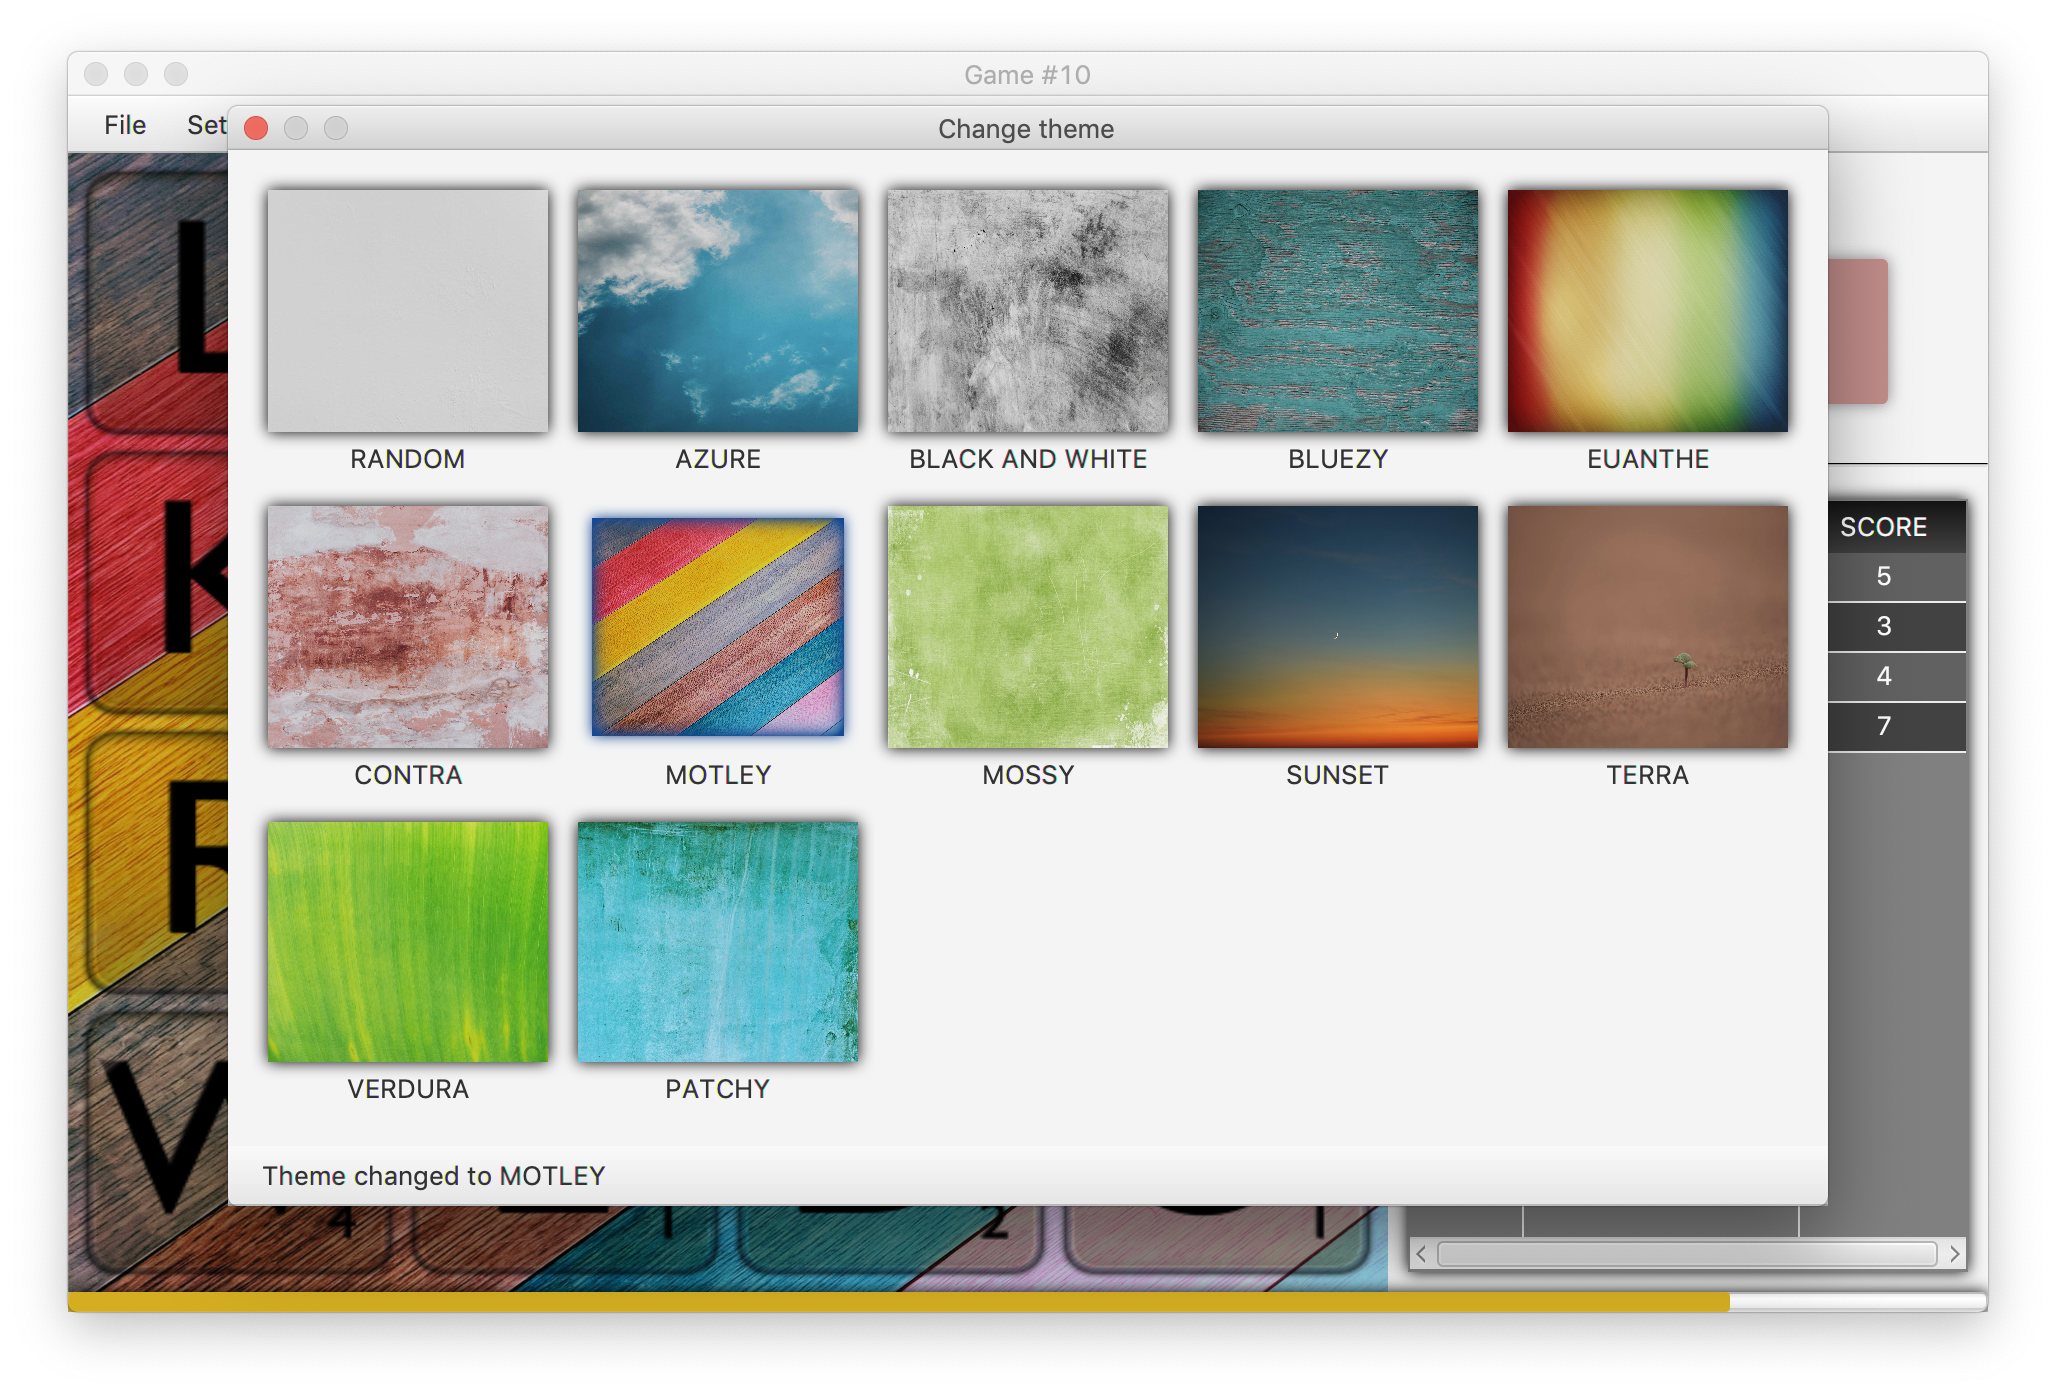 Game #10
File Set
Change theme
RANDOM AZURE BLACK AND WHITE BLUEZY EUANTHE
CONTRA MOTLEY MOSSY SUNSET TERRA
VERDURA PATCHY
Theme changed to MOTLEY
SCORE
5
3
4
7
L
K
R
4 1 2 1